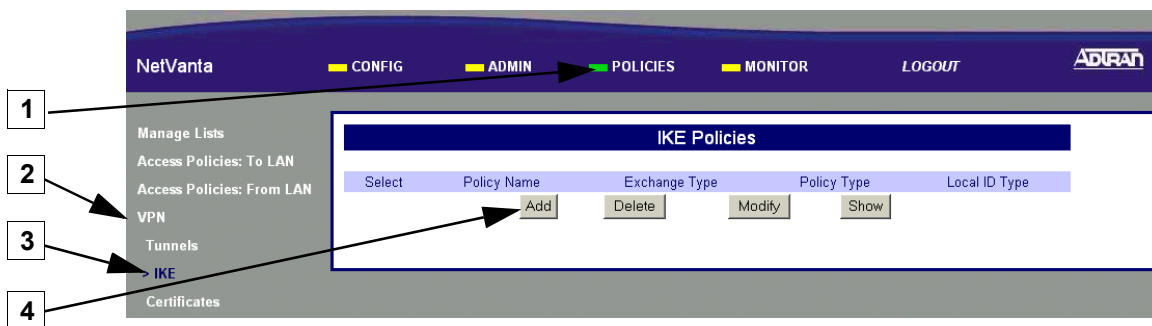 NetVanta CONFIG ADMIN POLICIES MONITOR LOGOUT ADTRAN
1
2
3
4
Manage Lists
Access Policies: To LAN
Access Policies: From LAN
VPN
Tunnels
> IKE
Certificates
IKE Policies
Select Policy Name Exchange Type Policy Type Local ID Type
Add Delete Modify Show